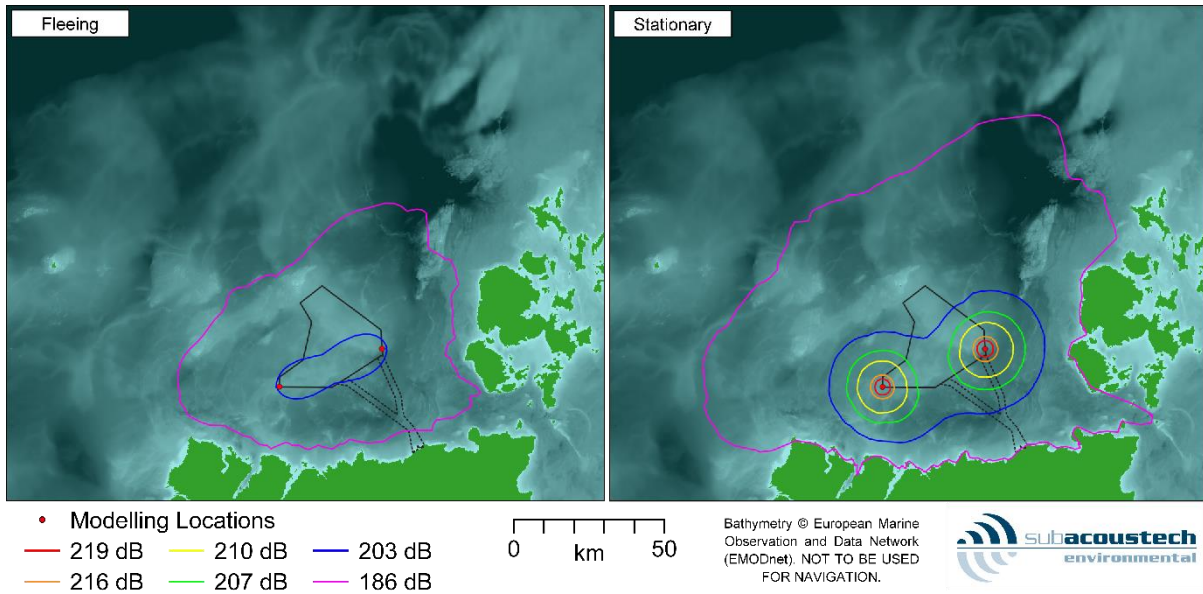 Fleeing
Stationary
Modelling Locations
219 dB
210 dB
203 dB
216 dB
207 dB
186 dB
0
50
km
Bathymetry © European Marine
Observation and Data Network
(EMODnet). NOT TO BE USED
FOR NAVIGATION.
subacoustech
environmental